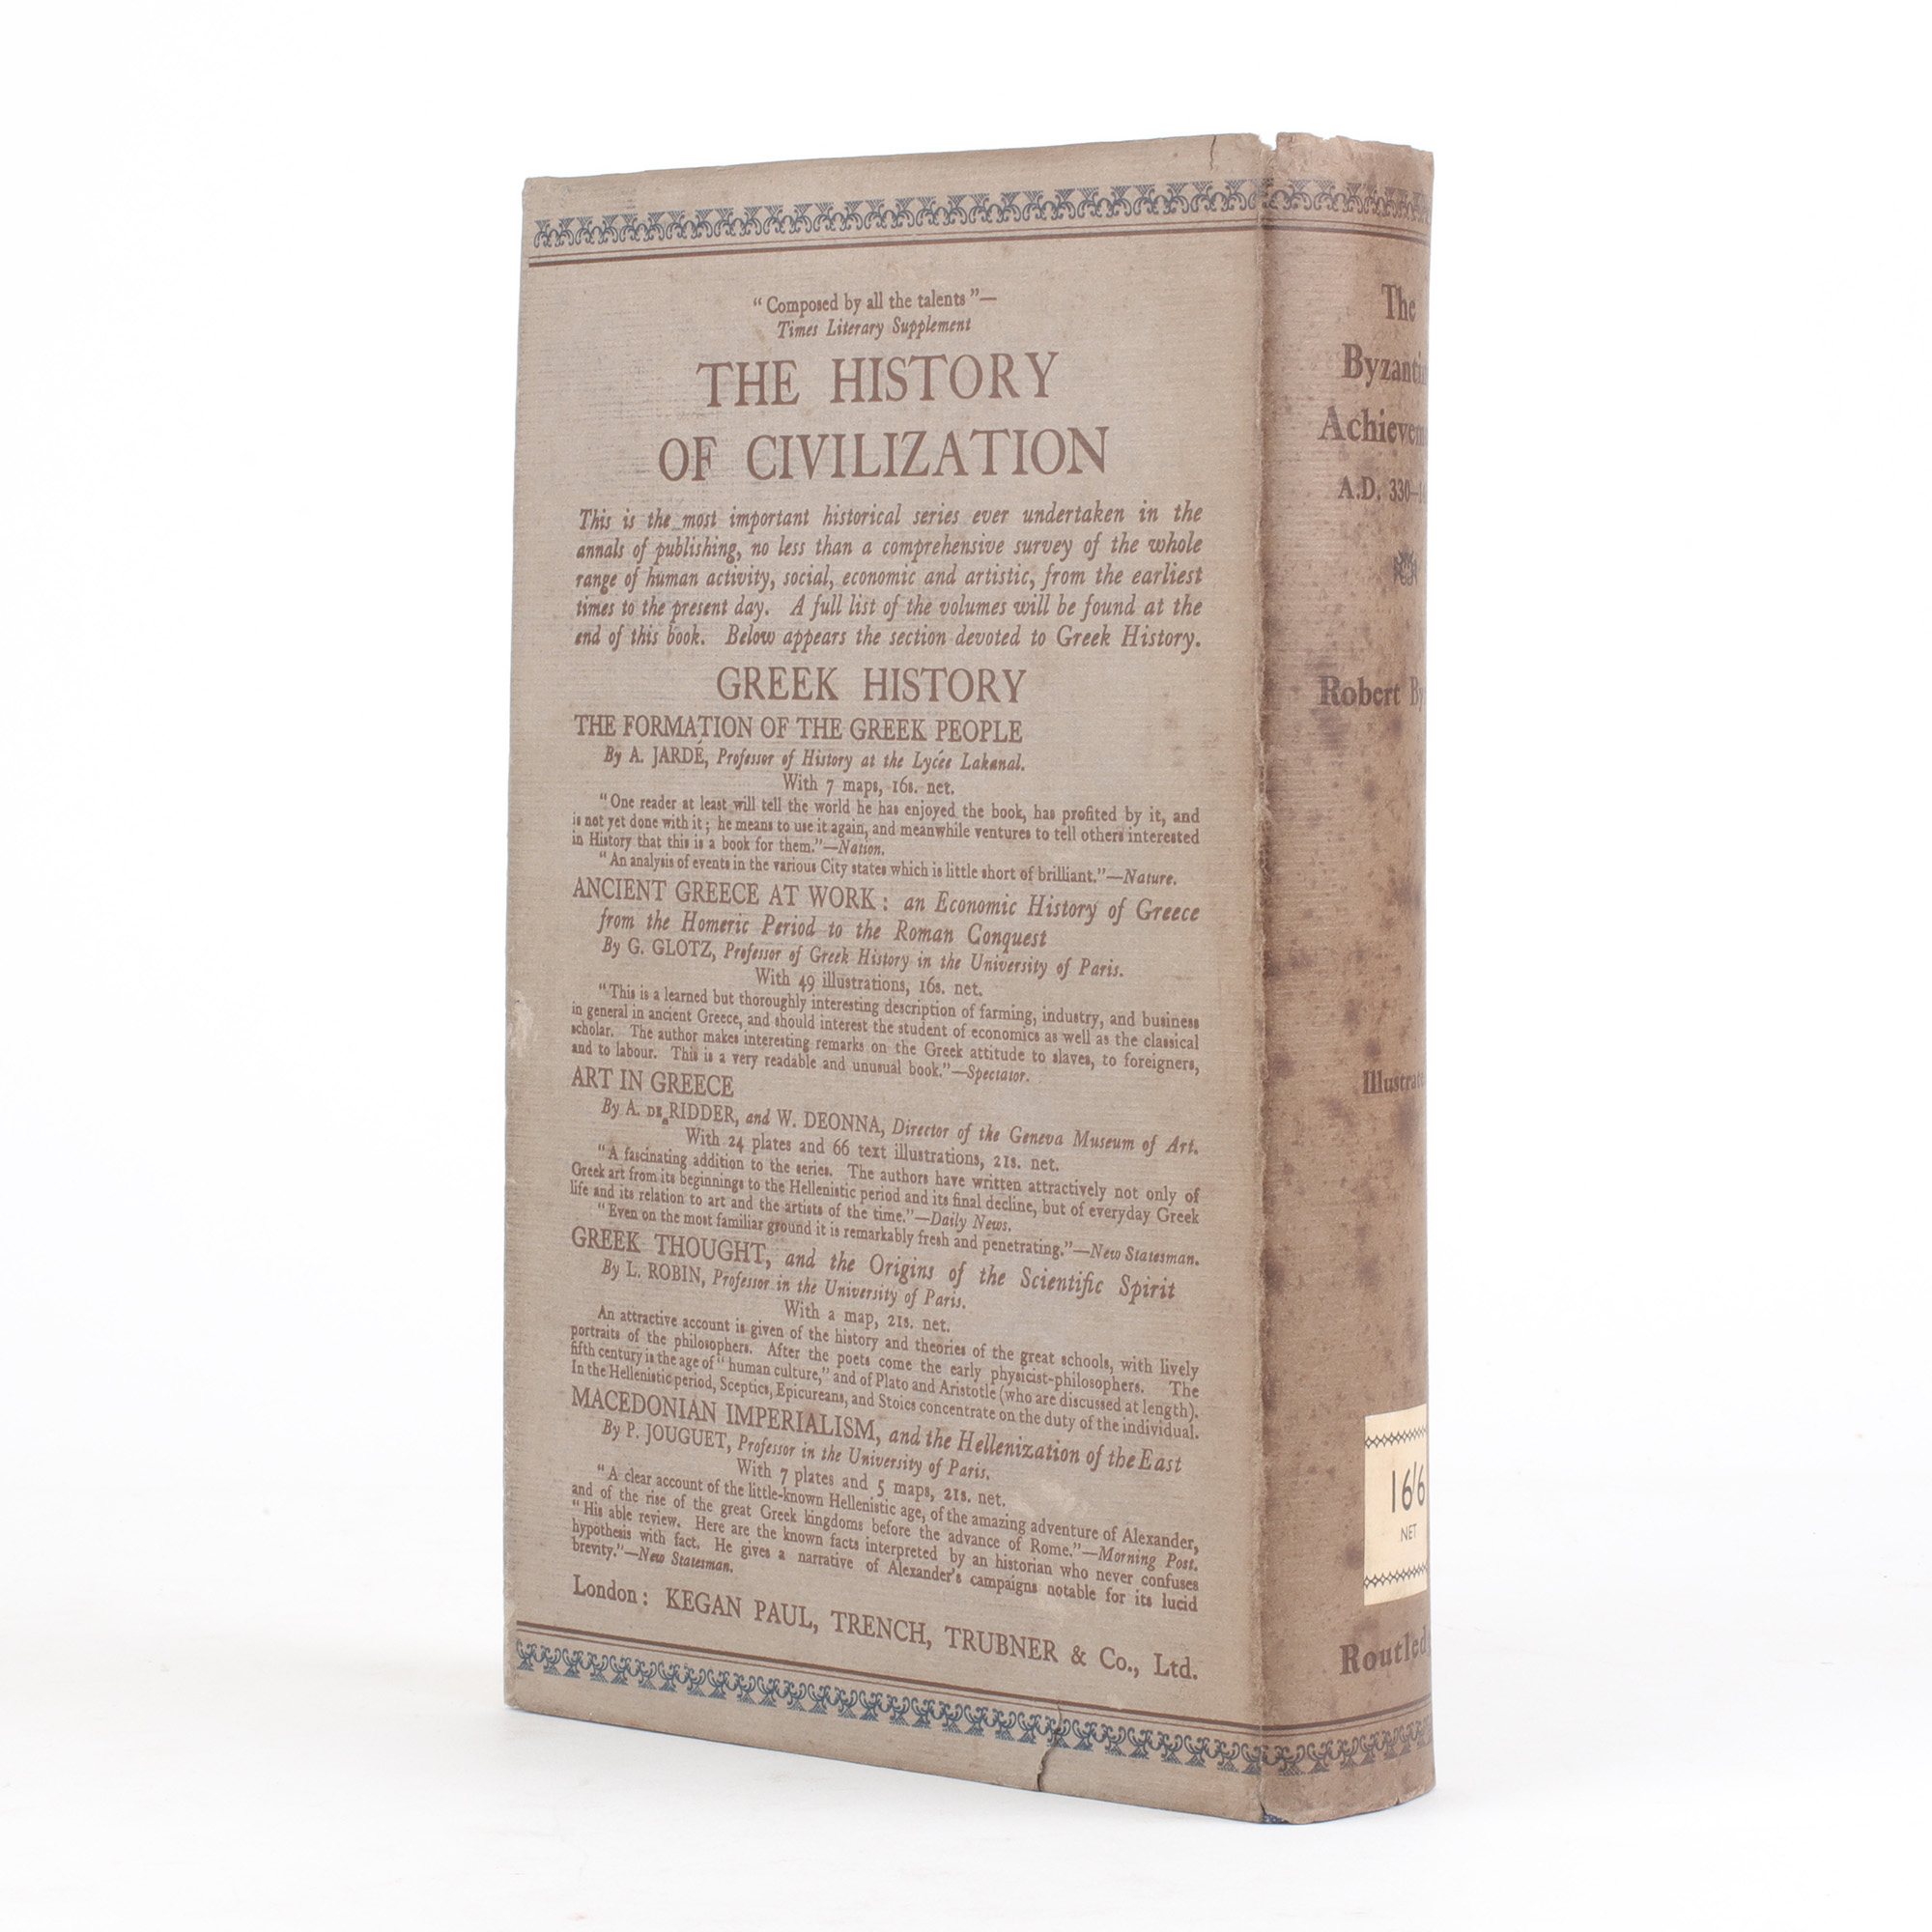 "Composed by all the talents"—
Times Literary Supplement
THE HISTORY
OF CIVILIZATION
This is the most important historical series ever undertaken in the
annals of publishing, no less than a comprehensive survey of the whole
range of human activity, social, economic and artistic, from the earliest
times to the present day. A full list of the volumes will be found at the
end of this book. Below appears the section devoted to Greek History.
GREEK HISTORY
THE FORMATION OF THE GREEK PEOPLE
By A. JARDÉ, Professor of History at the Lycée Lakanal.
With 7 maps, 16s. net.
"One reader at least will tell the world he has enjoyed the book, has profited by it, and
is not yet done with it; he means to use it again, and meanwhile ventures to tell others interested
in History that this is a book for them."—Nation.
"An analysis of events in the various City states which is little short of brilliant."—Nature.
ANCIENT GREECE AT WORK: an Economic History of Greece
from the Homeric Period to the Roman Conquest
By G. GLOTZ, Professor of Greek History in the University of Paris.
With 49 illustrations, 16s. net.
"This is a learned but thoroughly interesting description of farming, industry, and business
in general in ancient Greece, and should interest the student of economics as well as the classical
scholar. The author makes interesting remarks on the Greek attitude to slaves, to foreigners,
and to labour. This is a very readable and unusual book."—Spectator.
ART IN GREECE
By A. DE RIDDER, and W. DEONNA, Director of the Geneva Museum of Art.
With 24 plates and 66 text illustrations, 21s. net.
"A fascinating addition to the series. The authors have written attractively not only of
Greek art from its beginnings to the Hellenistic period and its final decline, but of everyday Greek
life and its relation to art and the artists of the time."—Daily News.
"Even on the most familiar ground it is remarkably fresh and penetrating."—New Statesman.
GREEK THOUGHT, and the Origins of the Scientific Spirit
By L. ROBIN, Professor in the University of Paris.
With a map, 21s. net.
An attractive account is given of the history and theories of the great schools, with lively
portraits of the philosophers. After the poets come the early physicist-philosophers. The
fifth century is the age of "human culture," and of Plato and Aristotle (who are discussed at length).
In the Hellenistic period, Sceptics, Epicureans, and Stoics concentrate on the duty of the individual.
MACEDONIAN IMPERIALISM, and the Hellenization of the East
By P. JOUGUET, Professor in the University of Paris.
With 7 plates and 5 maps, 21s. net.
"A clear account of the little-known Hellenistic age, of the amazing adventure of Alexander,
and of the rise of the great Greek kingdoms before the advance of Rome."—Morning Post.
"His able review. Here are the known facts interpreted by an historian who never confuses
hypothesis with fact. He gives a narrative of Alexander's campaigns notable for its lucid
brevity."—New Statesman.
London: KEGAN PAUL, TRENCH, TRUBNER & Co., Ltd.
The
Byzanti
Achievem
A.D. 330–1
Robert By
Illustrate
16/6
NET
Routledg